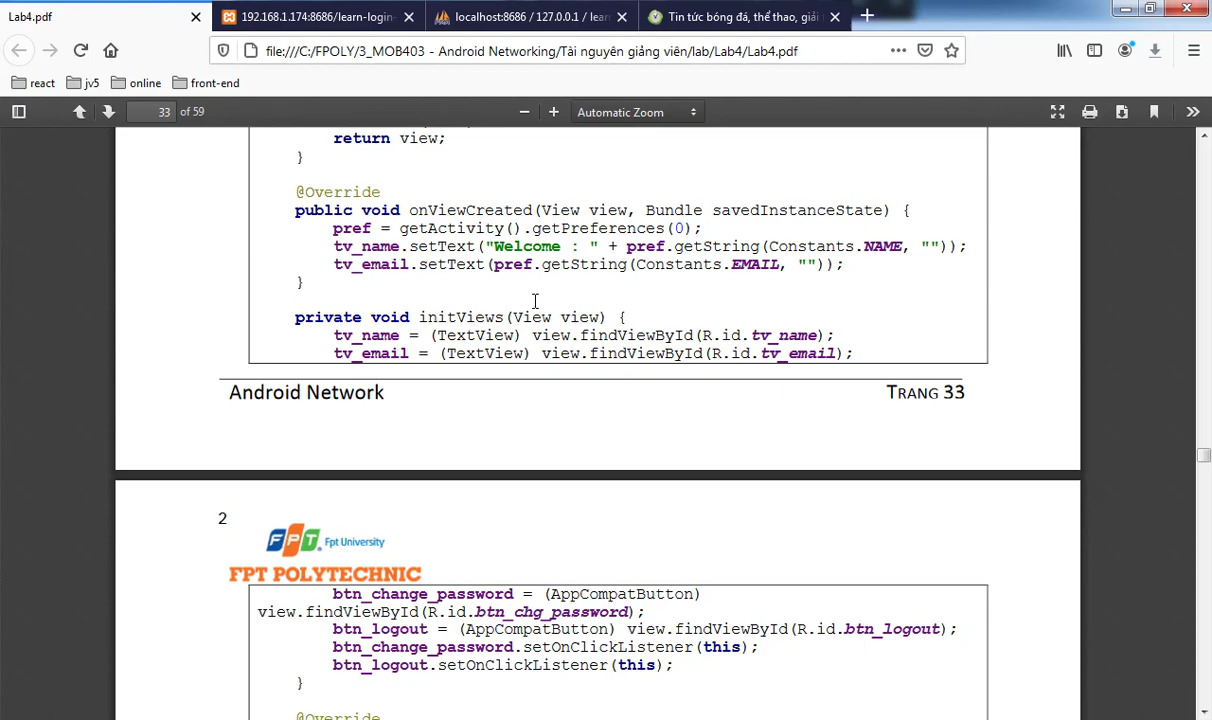 Lab4.pdf
192.168.1.174:8686/learn-login-
localhost:8686 / 127.0.0.1 / lear
Tin tức bóng đá, thể thao, giải t
file:///C:/FPOLY/3_MOB403 - Android Networking/Tài nguyên giảng viên/lab/Lab4/Lab4.pdf
react
jv5
online
front-end
33 of 59
Automatic Zoom
return view;
}
@Override
public void onViewCreated(View view, Bundle savedInstanceState) {
pref = getActivity().getPreferences(0);
tv_name.setText("Welcome : " + pref.getString(Constants.NAME, ""));
tv_email.setText(pref.getString(Constants.EMAIL, ""));
}
private void initViews(View view) {
tv_name = (TextView) view.findViewById(R.id.tv_name);
tv_email = (TextView) view.findViewById(R.id.tv_email);
Android Network TRANG 33
2
FPT Fpt University
FPT POLYTECHNIC
btn_change_password = (AppCompatButton)
view.findViewById(R.id.btn_chg_password);
btn_logout = (AppCompatButton) view.findViewById(R.id.btn_logout);
btn_change_password.setOnClickListener(this);
btn_logout.setOnClickListener(this);
}
@Override